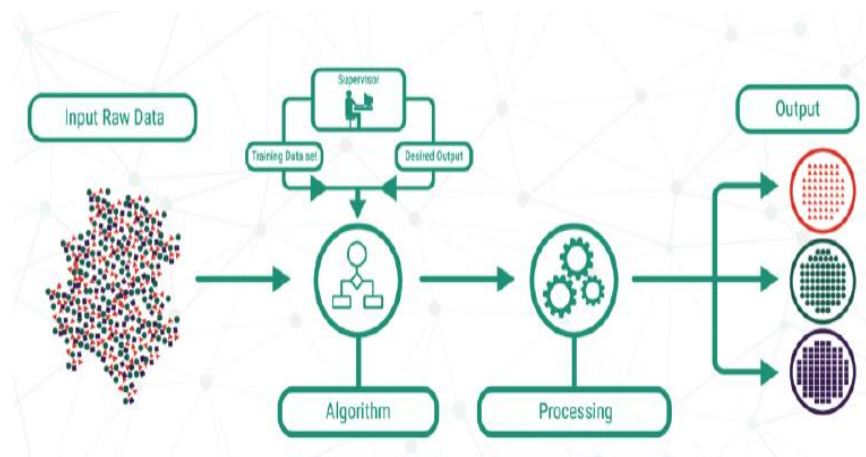 Input Raw Data
Supervisor
Training Data set
Desired Output
Algorithm
Processing
Output